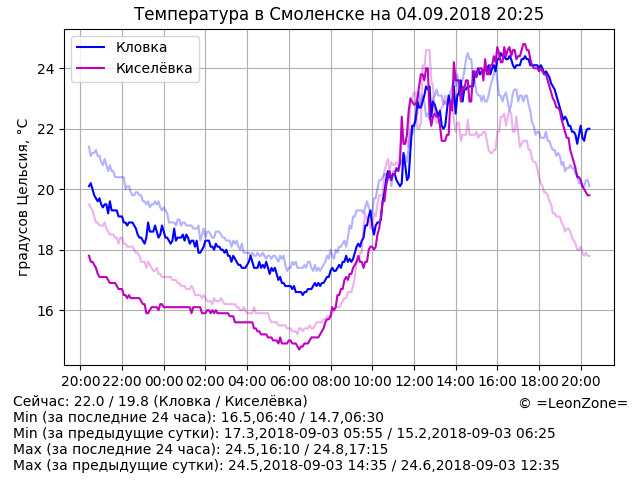 Температура в Смоленске на 04.09.2018 20:25
Кловка
Киселёвка
градусов Цельсия, °C
24
22
20
18
16
20:00 22:00 00:00 02:00 04:00 06:00 08:00 10:00 12:00 14:00 16:00 18:00 20:00
Сейчас: 22.0 / 19.8 (Кловка / Киселёвка)
© =LeonZone=
Min (за последние 24 часа): 16.5,06:40 / 14.7,06:30
Min (за предыдущие сутки): 17.3,2018-09-03 05:55 / 15.2,2018-09-03 06:25
Max (за последние 24 часа): 24.5,16:10 / 24.8,17:15
Max (за предыдущие сутки): 24.5,2018-09-03 14:35 / 24.6,2018-09-03 12:35